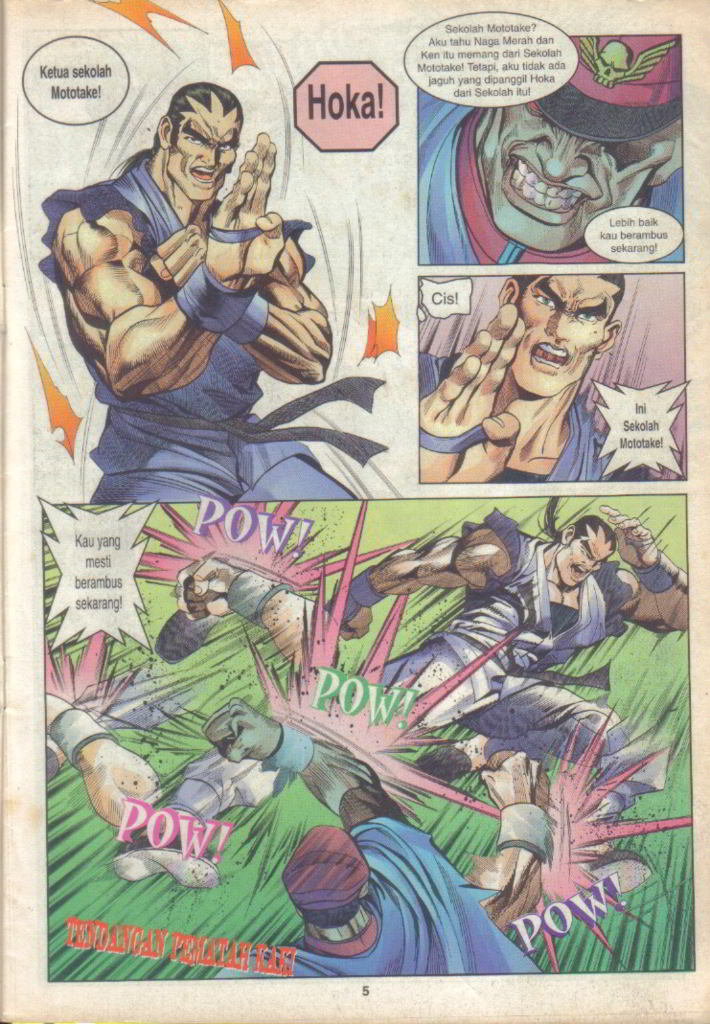 Ketua sekolah
Mototake!
Hoka!
Sekolah Mototake?
Aku tahu Naga Merah dan
Ken itu memang dari Sekolah
Mototake! Tetapi, aku tidak ada
jaguh yang dipanggil Hoka
dari Sekolah itu!
Lebih baik
kau berambus
sekarang!
Cis!
Ini
Sekolah
Mototake!
Kau yang
mesti
berambus
sekarang!
POW!
POW!
POW!
POW!
TENDANGAN PEMATAH KAKI
5